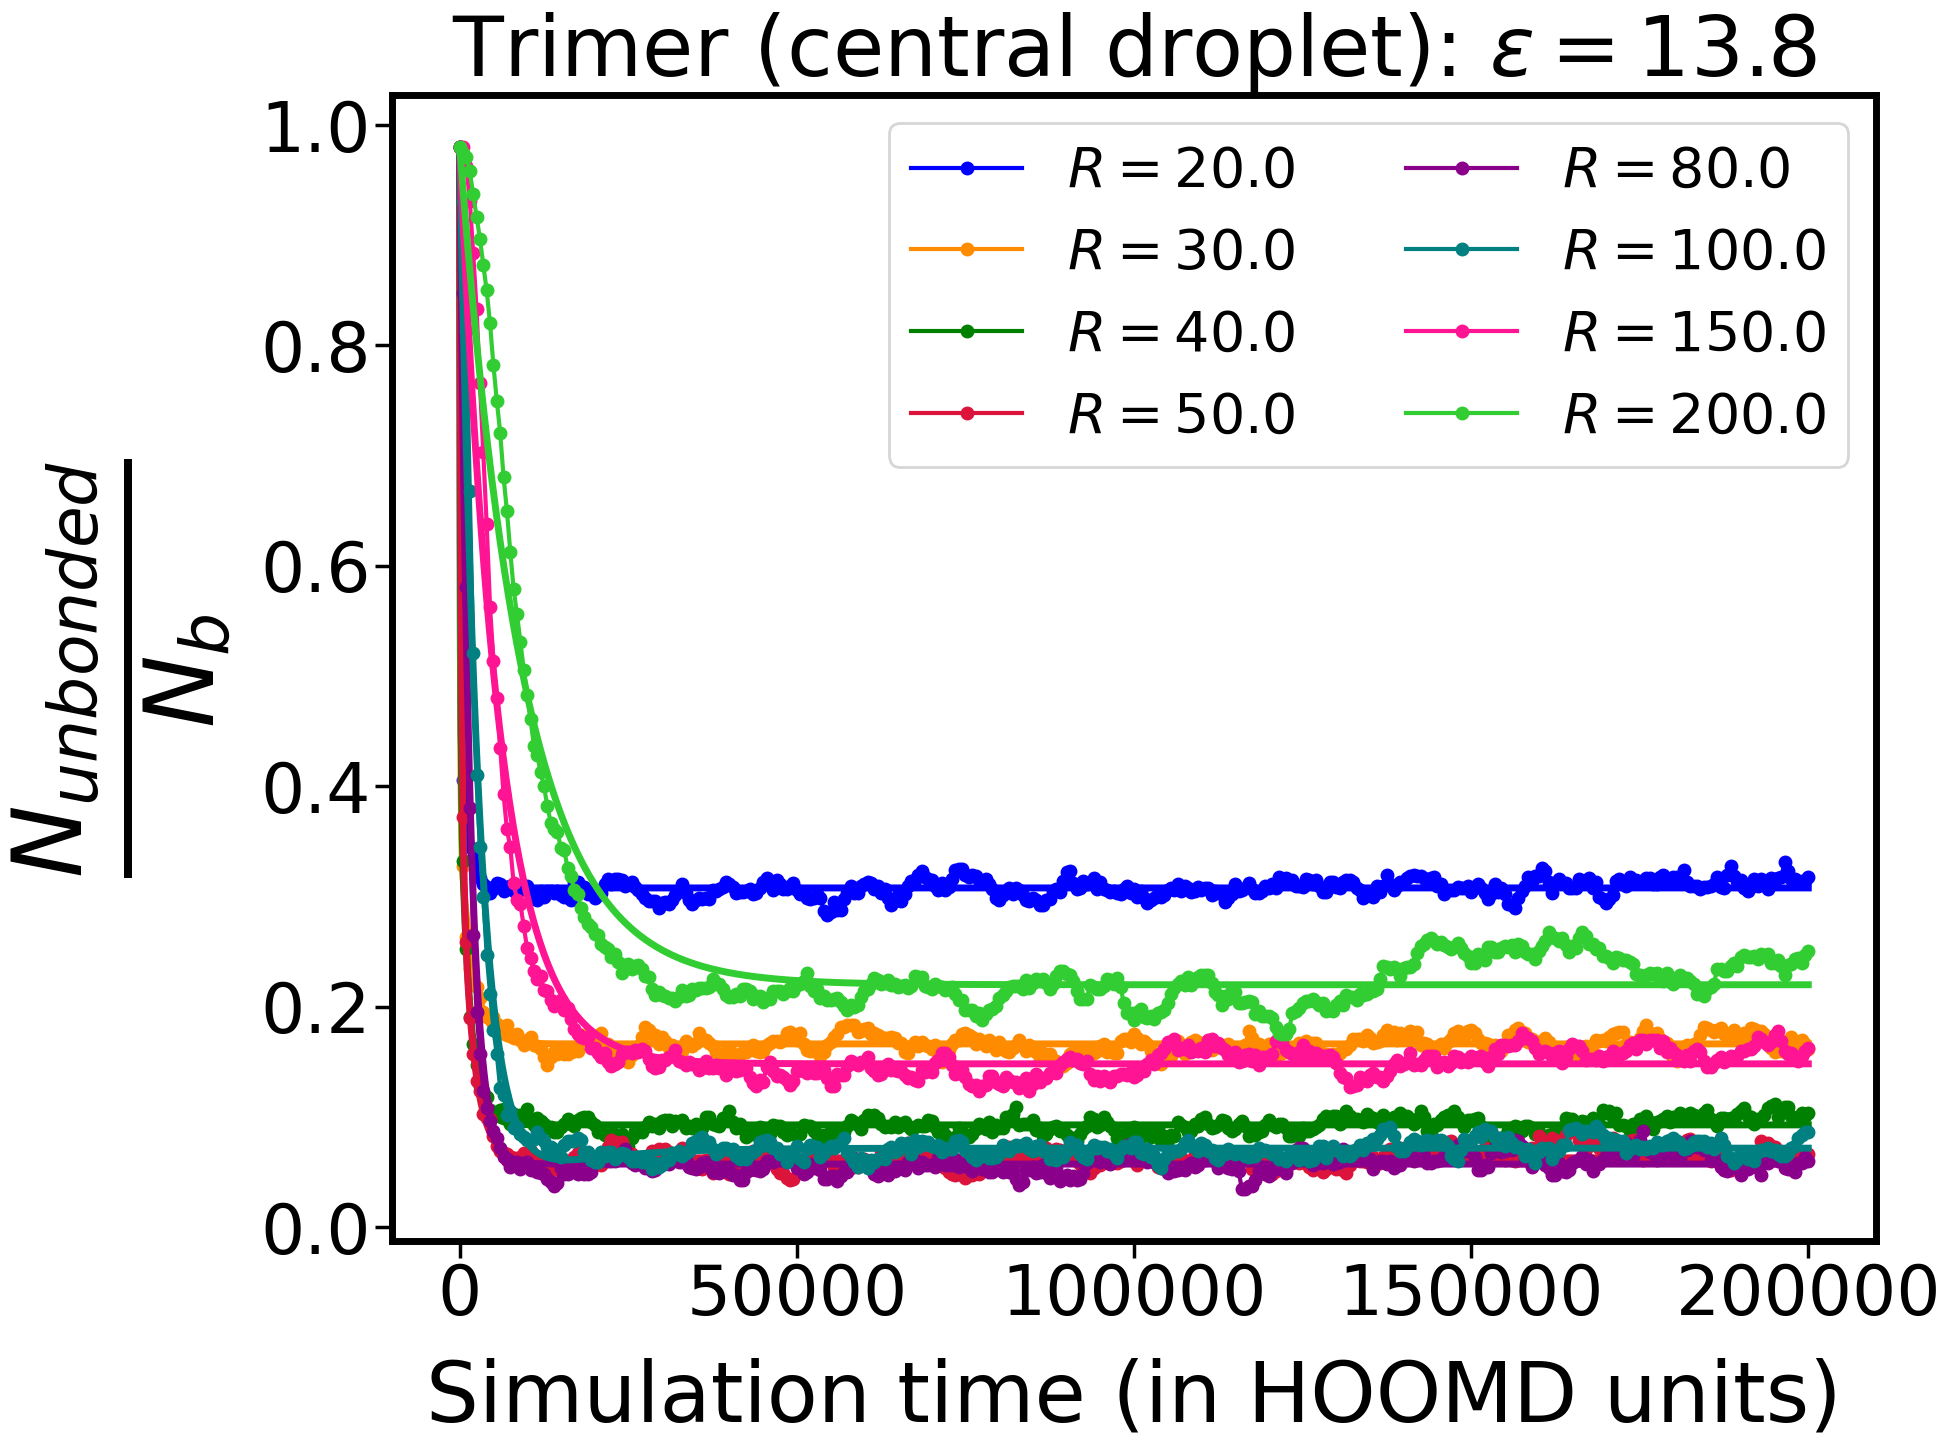 Trimer (central droplet): ε = 13.8
N_unbonded
N_b
1.0
0.8
0.6
0.4
0.2
0.0
R = 20.0
R = 30.0
R = 40.0
R = 50.0
R = 80.0
R = 100.0
R = 150.0
R = 200.0
0 50000 100000 150000 200000
Simulation time (in HOOMD units)